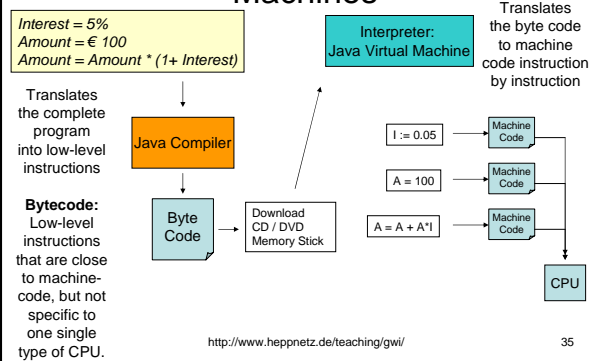 Machines
Interest = 5%
Amount = € 100
Amount = Amount * (1+ Interest)
Translates
the complete
program
into low-level
instructions
Java Compiler
Bytecode:
Low-level
instructions
that are close
to machine-
code, but not
specific to
one single
type of CPU.
Byte
Code
Download
CD / DVD
Memory Stick
Interpreter:
Java Virtual Machine
Translates
the byte code
to machine
code instruction
by instruction
I := 0.05
Machine
Code
A = 100
Machine
Code
A = A + A*I
Machine
Code
CPU
http://www.heppnetz.de/teaching/gwi/
35